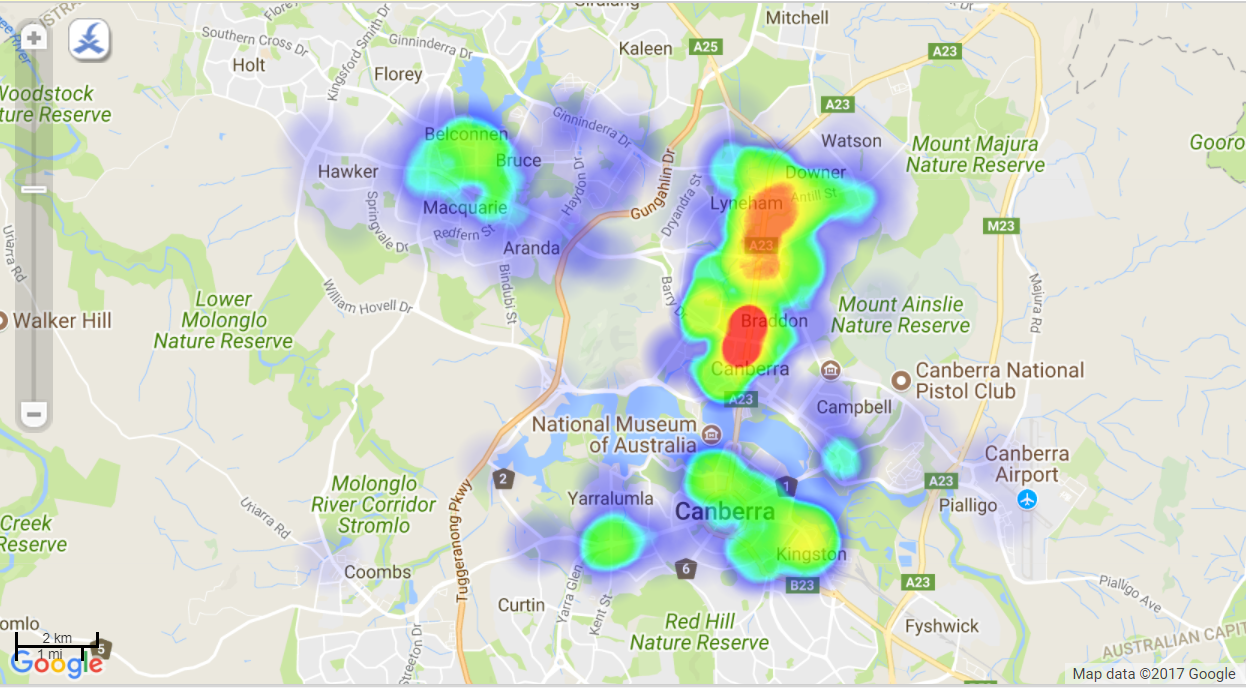 Mitchell
Southern Cross Dr
Ginninderra Dr
Kaleen
A25
A23
Holt
Kingsford Smith Dr
Florey
Woodstock
Nature Reserve
A23
Belconnen
Ginninderra Dr
Watson
Mount Majura
Nature Reserve
Gooro
Bruce
Hawker
Haydon Dr
Gungahlin Dr
Downer
Antill St
Dryandra St
Lyneham
Macquarie
Springvale Dr
Redfern St
Aranda
A23
M23
Uriarra Rd
Bindubi St
Barry Dr
William Hovell Dr
Majura Rd
Lower
Molonglo
Nature Reserve
Walker Hill
Mount Ainslie
Nature Reserve
Braddon
Canberra
Canberra National
Pistol Club
A23
Campbell
National Museum
of Australia
Canberra
Airport
2
1
A23
Molonglo
River Corridor
Stromlo
Uriarra Rd
Yarralumla
Canberra
Pialligo
Creek
Reserve
Tuggeranong Pkwy
Kingston
6
Coombs
B23
A23
Pialligo Ave
Curtin
Yarra Glen
Kent St
Red Hill
Nature Reserve
Fyshwick
Streeton Dr
omlo
2 km
1 mi
5
Google
AUSTRALIAN CAPIT
Map data ©2017 Google